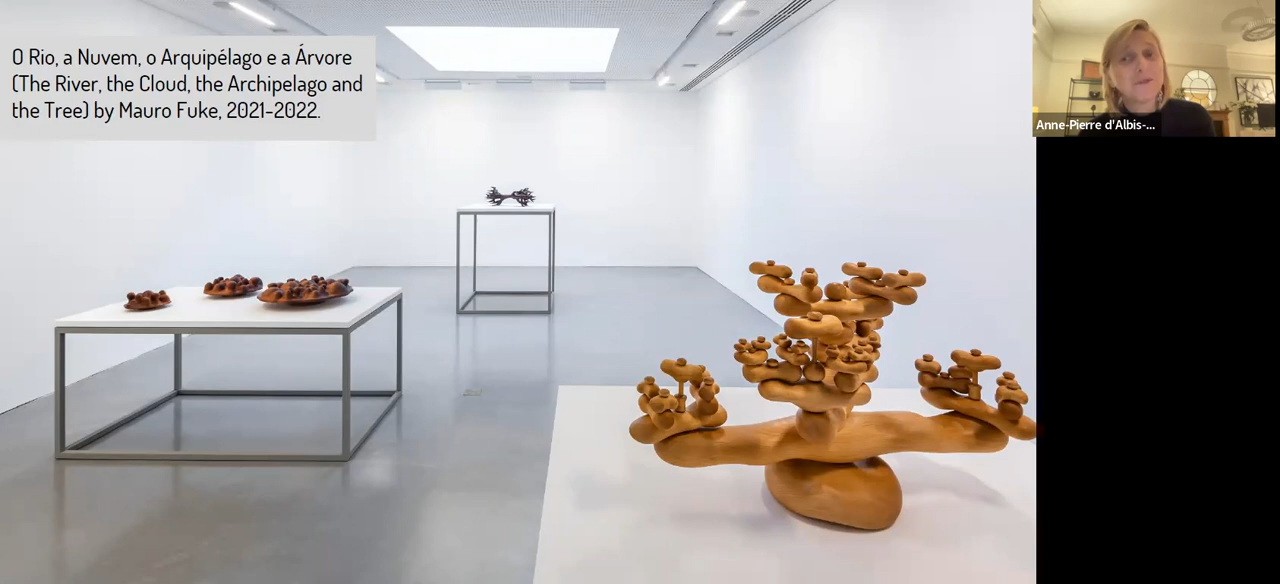 O Rio, a Nuvem, o Arquipélago e a Árvore
(The River, the Cloud, the Archipelago and
the Tree) by Mauro Fuke, 2021-2022.
Anne-Pierre d'Albis-...